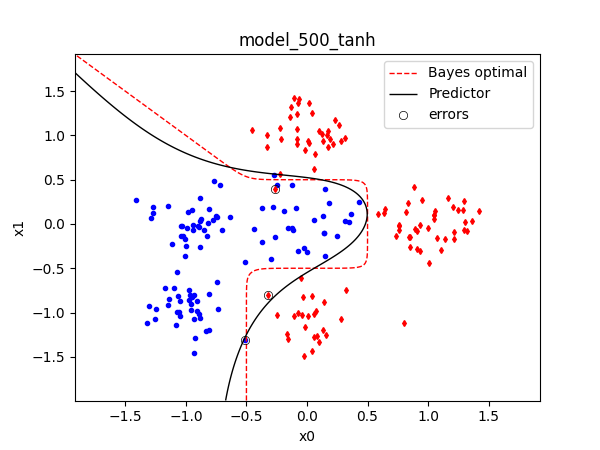 model_500_tanh
Bayes optimal
Predictor
errors
1.5
1.0
0.5
0.0
−0.5
−1.0
−1.5
x1
−1.5 −1.0 −0.5 0.0 0.5 1.0 1.5
x0